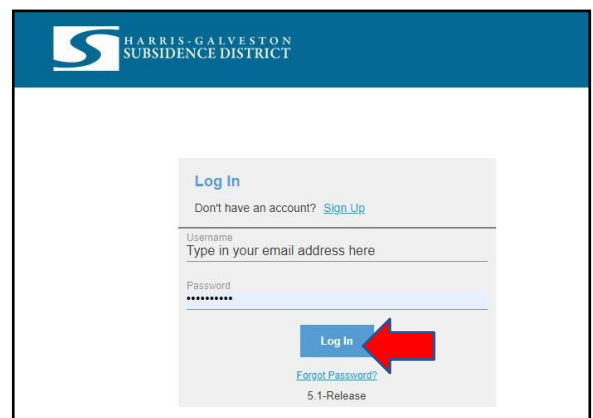 HARRIS-GALVESTON
SUBSIDENCE DISTRICT
Log In
Don't have an account? Sign Up
Username
Type in your email address here
Password
••••••••••
Log In
Forgot Password?
5.1-Release